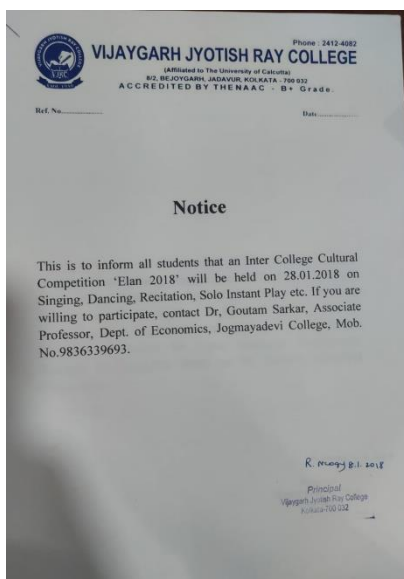 Phone : 2412-4082
VIJAYGARH JYOTISH RAY COLLEGE
(Affiliated to The University of Calcutta)
8/2, BEJOYGARH, JADAVUR, KOLKATA - 700 032
ACCREDITED BY THENAAC - B+ Grade.
Ref. No.
Date
Notice
This is to inform all students that an Inter College Cultural
Competition ‘Elan 2018’ will be held on 28.01.2018 on
Singing, Dancing, Recitation, Solo Instant Play etc. If you are
willing to participate, contact Dr, Goutam Sarkar, Associate
Professor, Dept. of Economics, Jogmayadevi College, Mob.
No.9836339693.
R. 8.1.2018
Principal
Vijaygarh Jyotish Ray College
Kolkata-700 032